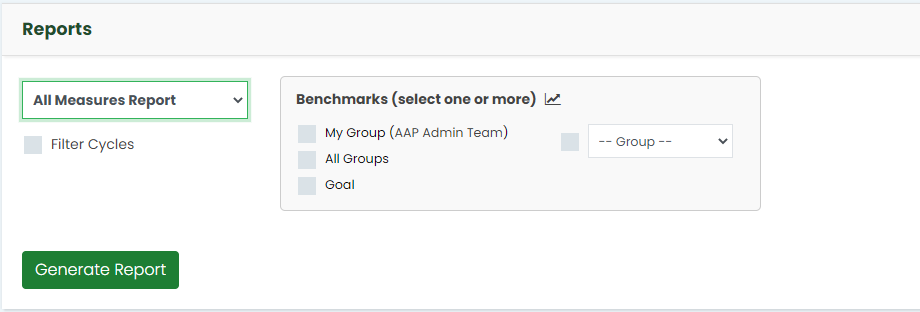 Reports
All Measures Report
Filter Cycles
Benchmarks (select one or more)
My Group (AAP Admin Team)
All Groups
Goal
-- Group --
Generate Report